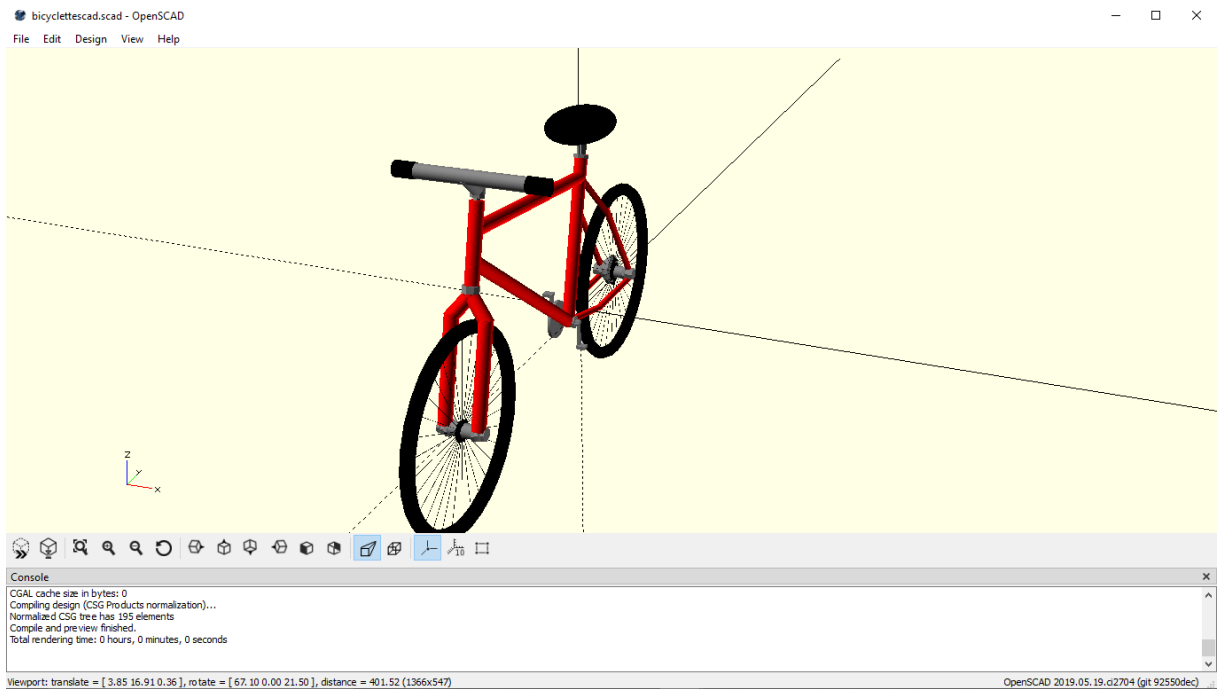 bicyclettescad.scad - OpenSCAD
File Edit Design View Help
Z
Y
X
10
Console
CGAL cache size in bytes: 0
Compiling design (CSG Products normalization)...
Normalized CSG tree has 195 elements
Compile and preview finished.
Total rendering time: 0 hours, 0 minutes, 0 seconds
Viewport: translate = [ 3.85 16.91 0.36 ], rotate = [ 67.10 0.00 21.50 ], distance = 401.52 (1366x547) OpenSCAD 2019.05.19.ci2704 (git 92550dec)